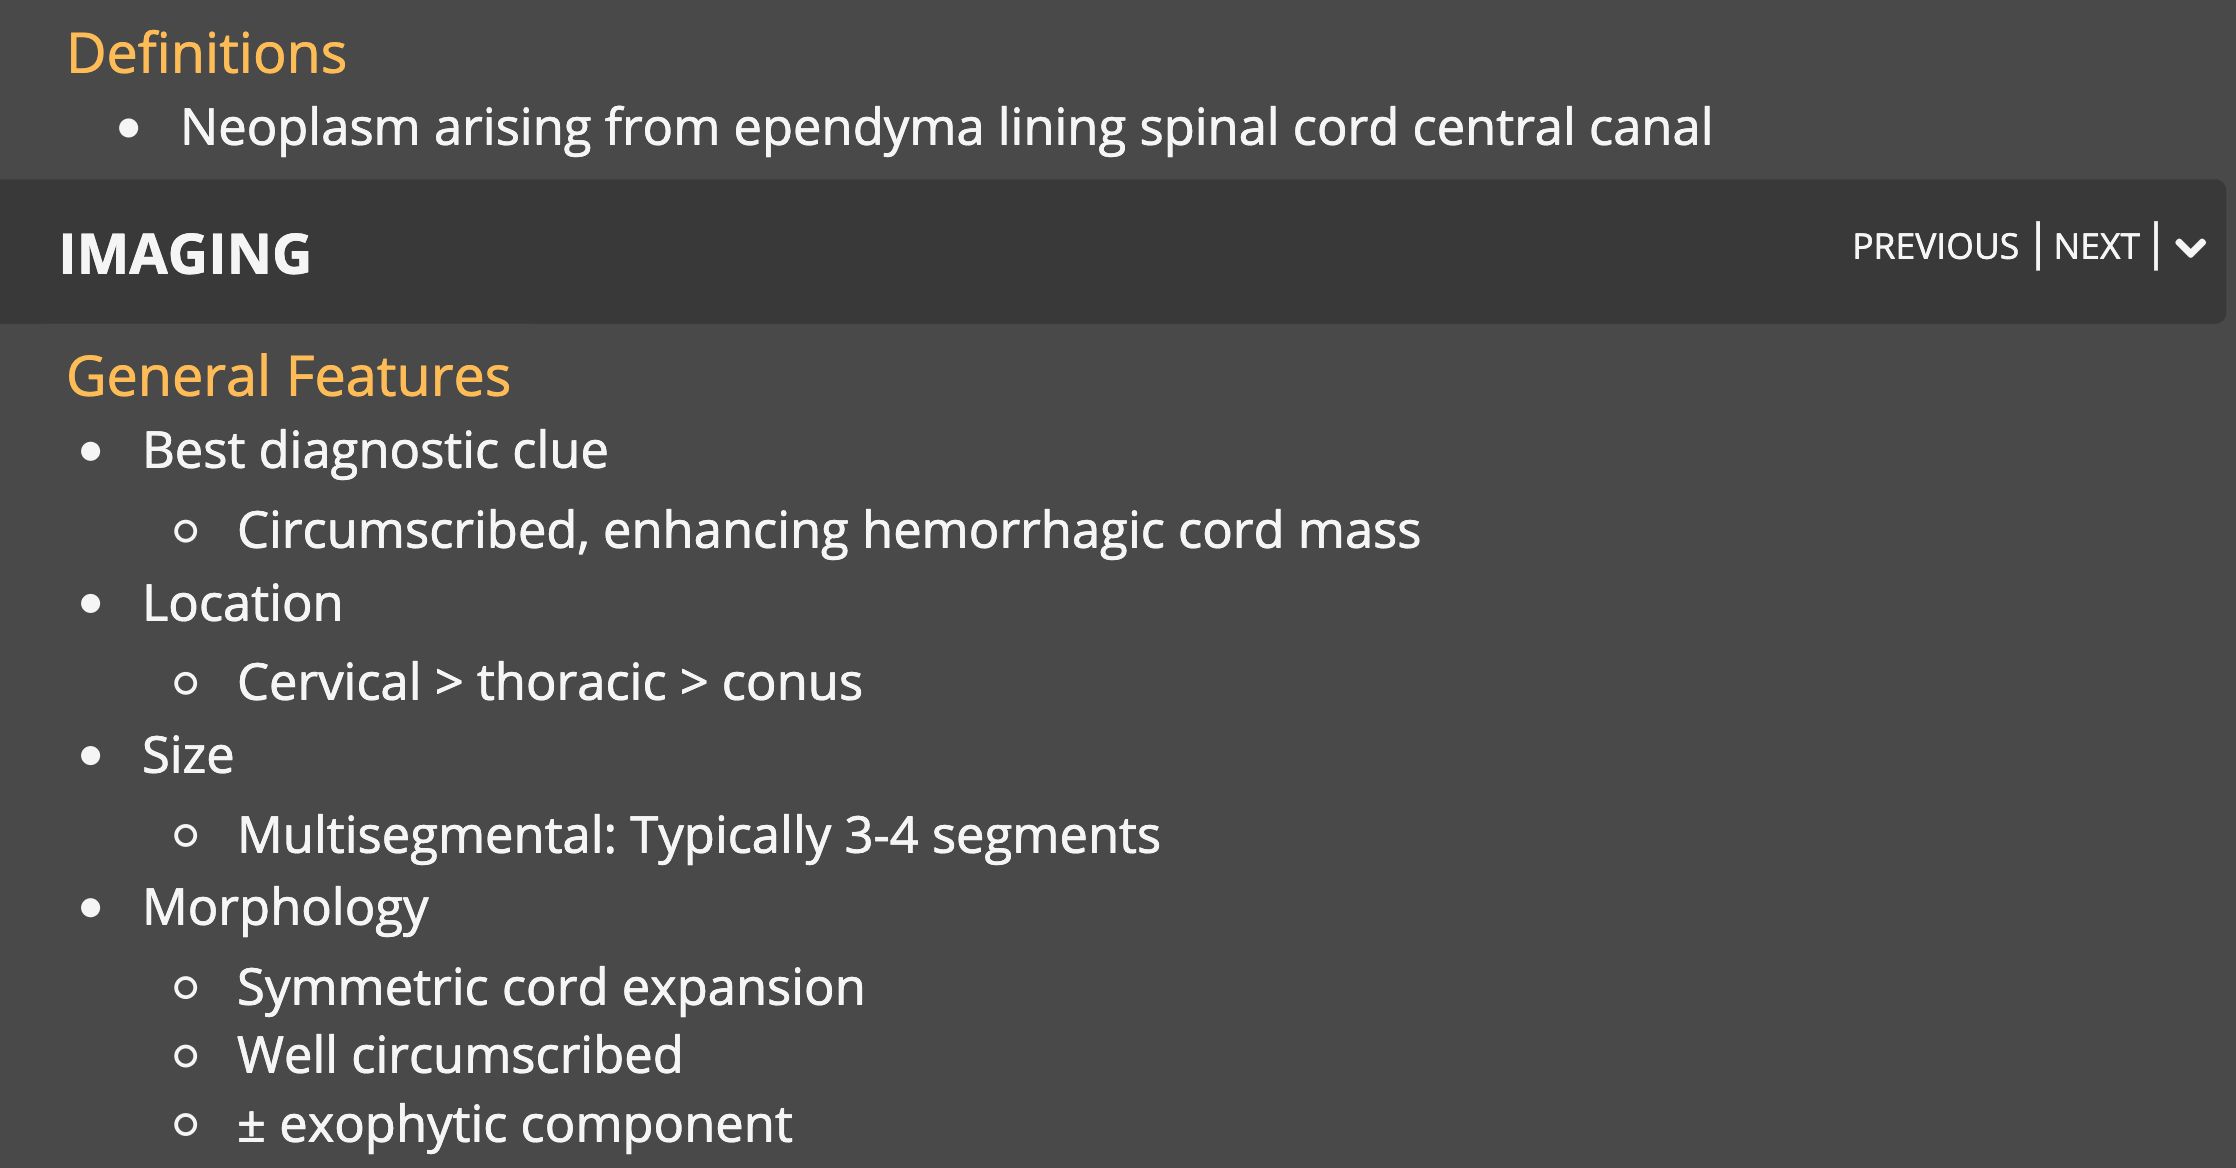 Definitions
• Neoplasm arising from ependyma lining spinal cord central canal
IMAGING
PREVIOUS | NEXT |
General Features
• Best diagnostic clue
○ Circumscribed, enhancing hemorrhagic cord mass
• Location
○ Cervical > thoracic > conus
• Size
○ Multisegmental: Typically 3-4 segments
• Morphology
○ Symmetric cord expansion
○ Well circumscribed
○ ± exophytic component